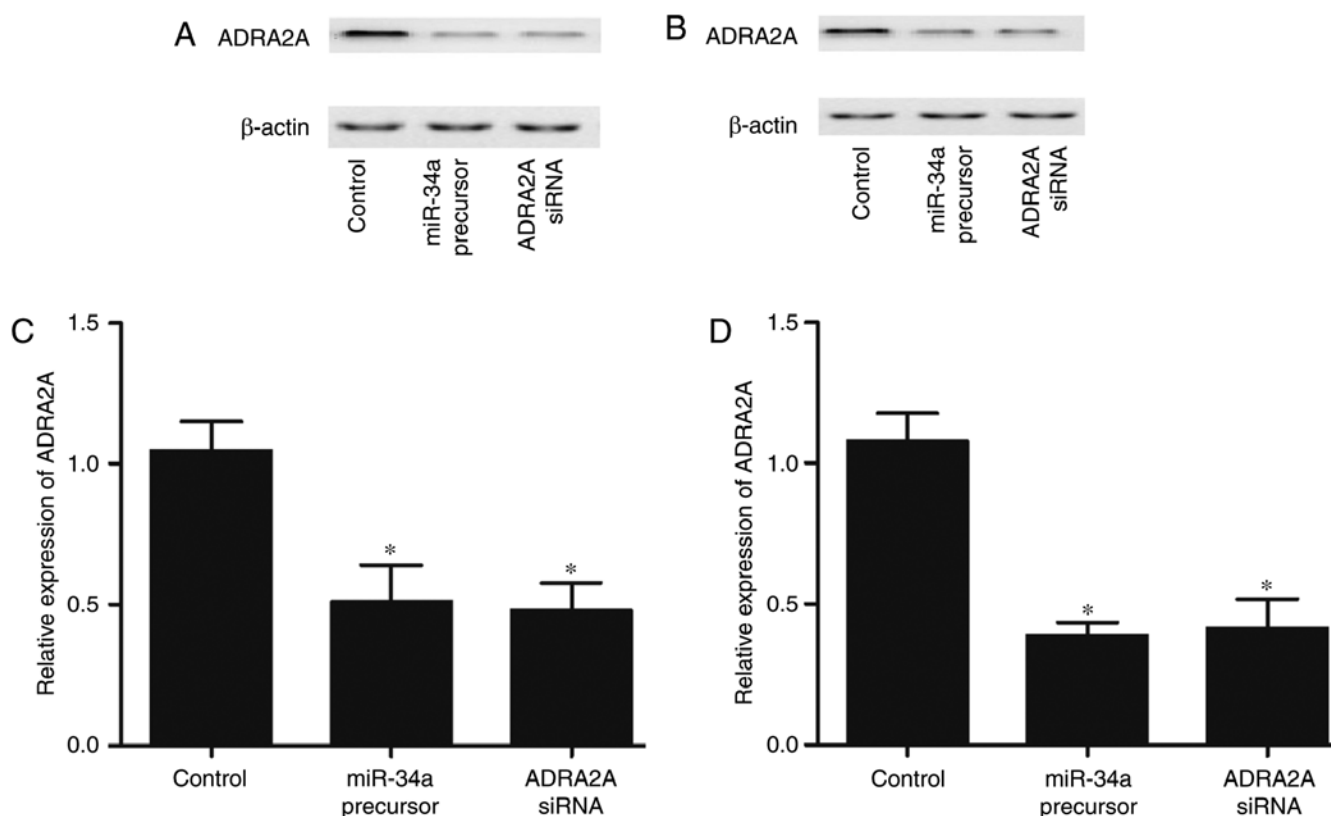 A
ADRA2A
β-actin
Control
miR-34a
precursor
ADRA2A
siRNA
B
ADRA2A
β-actin
Control
miR-34a
precursor
ADRA2A
siRNA
C
Relative expression of ADRA2A
1.5
1.0
0.5
0.0
*
*
Control
miR-34a
precursor
ADRA2A
siRNA
D
Relative expression of ADRA2A
1.5
1.0
0.5
0.0
*
*
Control
miR-34a
precursor
ADRA2A
siRNA